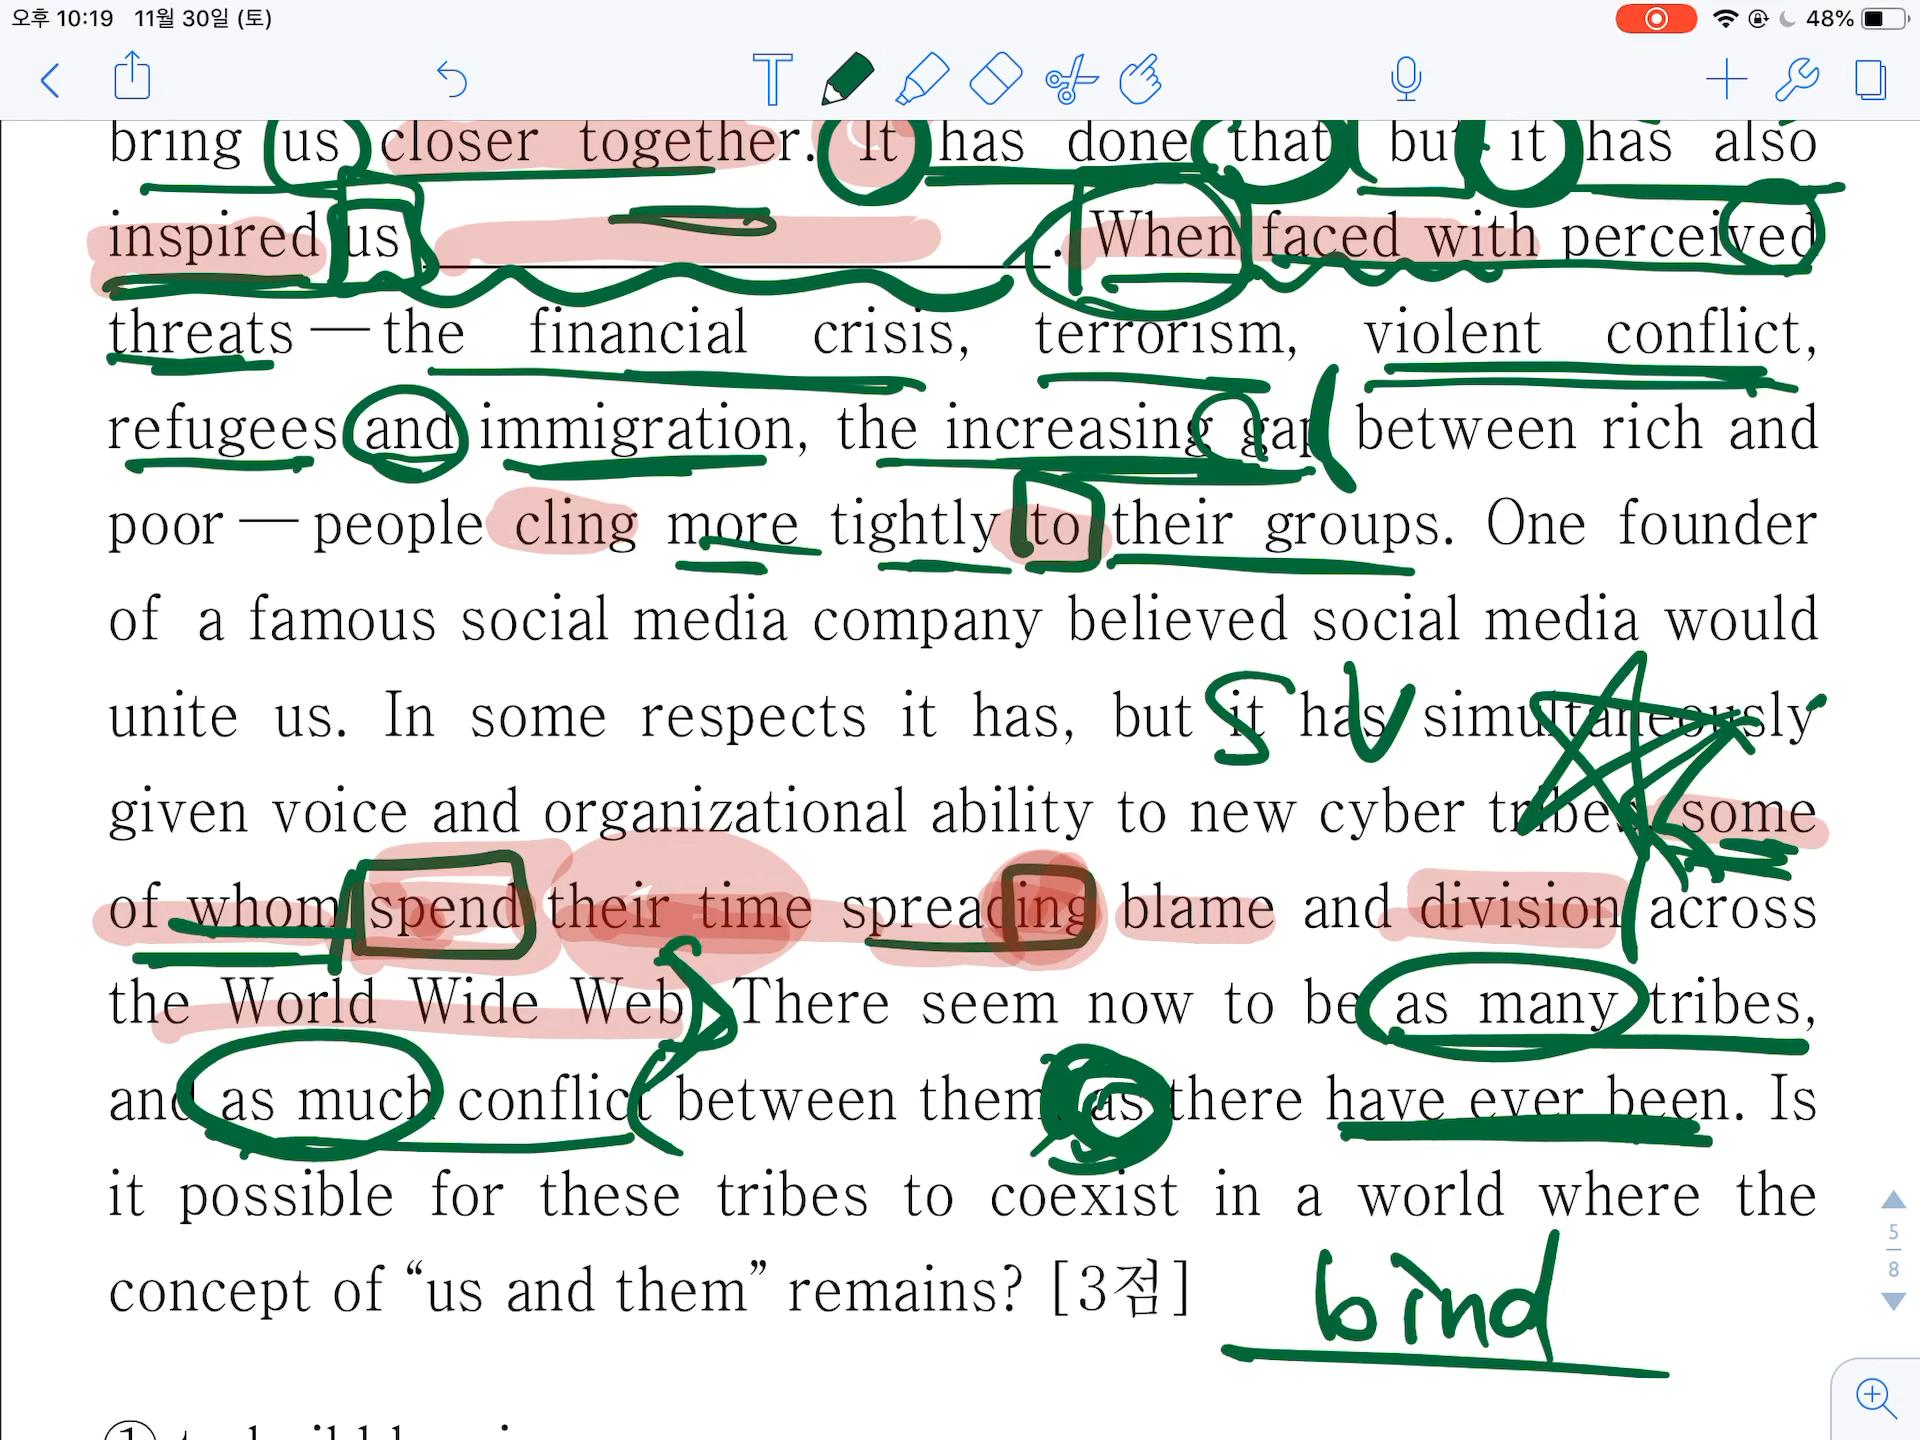 오후 10:19 11월 30일 (토) 48%
bring us closer together. It has done that but it has also
inspired us . When faced with perceived
threats — the financial crisis, terrorism, violent conflict,
refugees and immigration, the increasing gap between rich and
poor — people cling more tightly to their groups. One founder
of a famous social media company believed social media would
unite us. In some respects it has, but it has simultaneously
S V
given voice and organizational ability to new cyber tribes, some
of whom spend their time spreading blame and division across
the World Wide Web. There seem now to be as many tribes,
and as much conflict between them as there have ever been. Is
it possible for these tribes to coexist in a world where the
concept of “us and them” remains? [3점]
bind
5
8